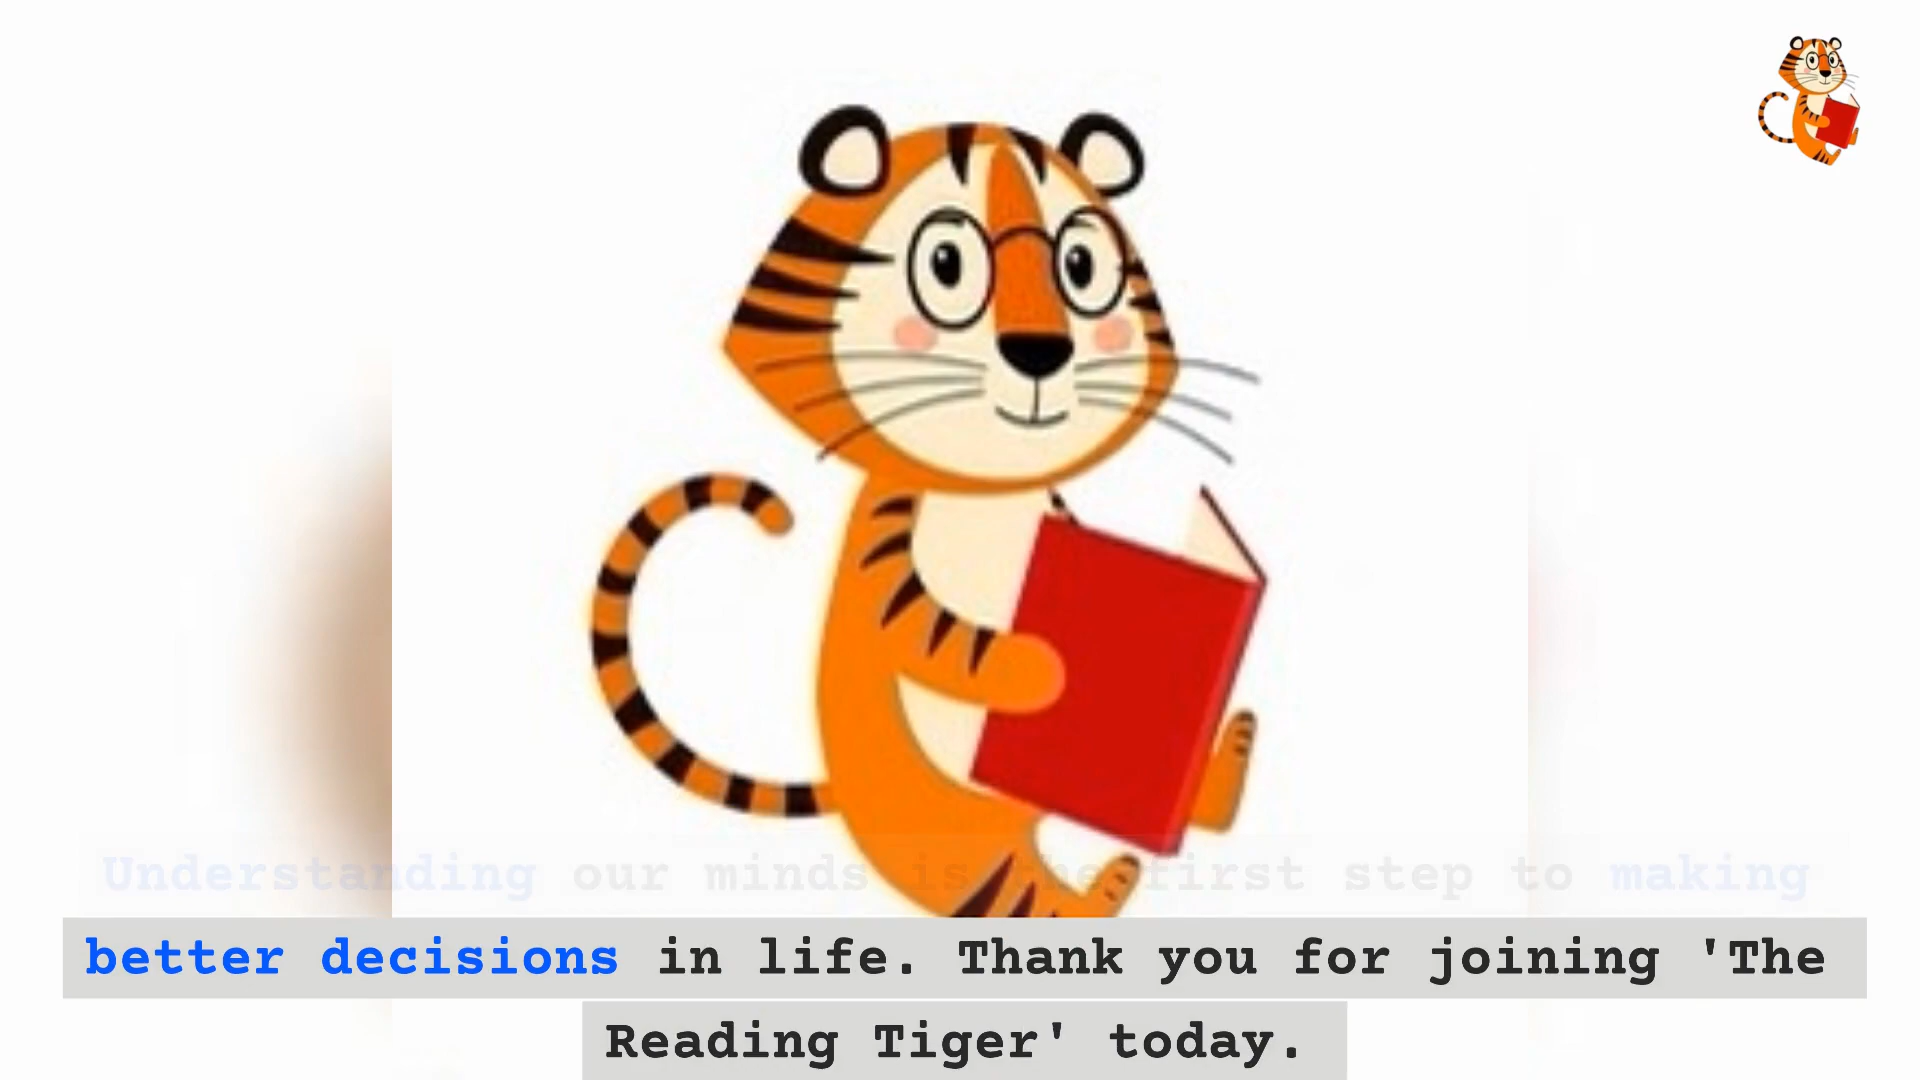 Understanding our minds is the first step to making
better decisions in life. Thank you for joining 'The
Reading Tiger' today.